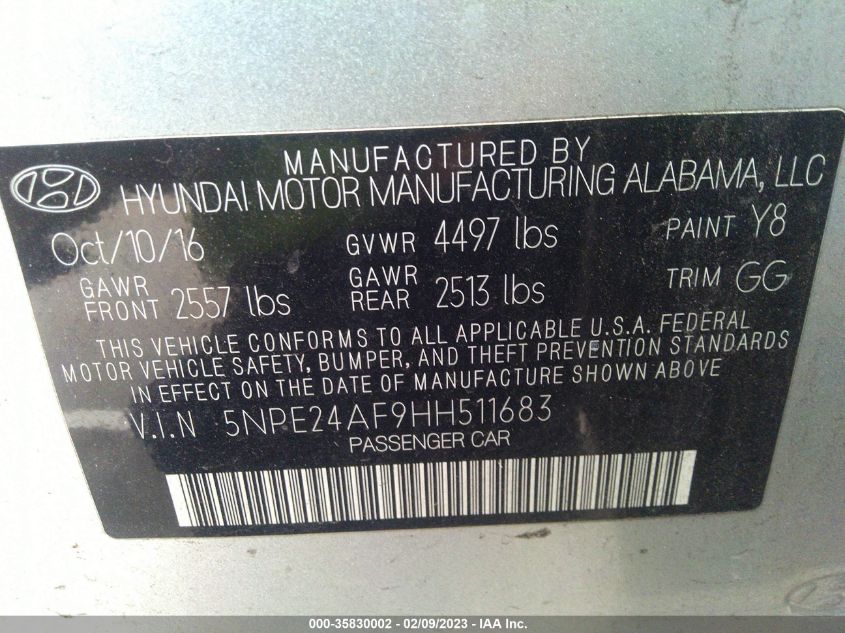 MANUFACTURED BY
HYUNDAI MOTOR MANUFACTURING ALABAMA, LLC
Oct/10/16 GVWR 4497 lbs PAINT Y8
GAWR FRONT 2557 lbs GAWR REAR 2513 lbs TRIM GG
THIS VEHICLE CONFORMS TO ALL APPLICABLE U.S.A. FEDERAL
MOTOR VEHICLE SAFETY, BUMPER, AND THEFT PREVENTION STANDARDS
IN EFFECT ON THE DATE OF MANUFACTURE SHOWN ABOVE
V.I.N 5NPE24AF9HH511683
PASSENGER CAR
000-35830002 - 02/09/2023 - IAA Inc.